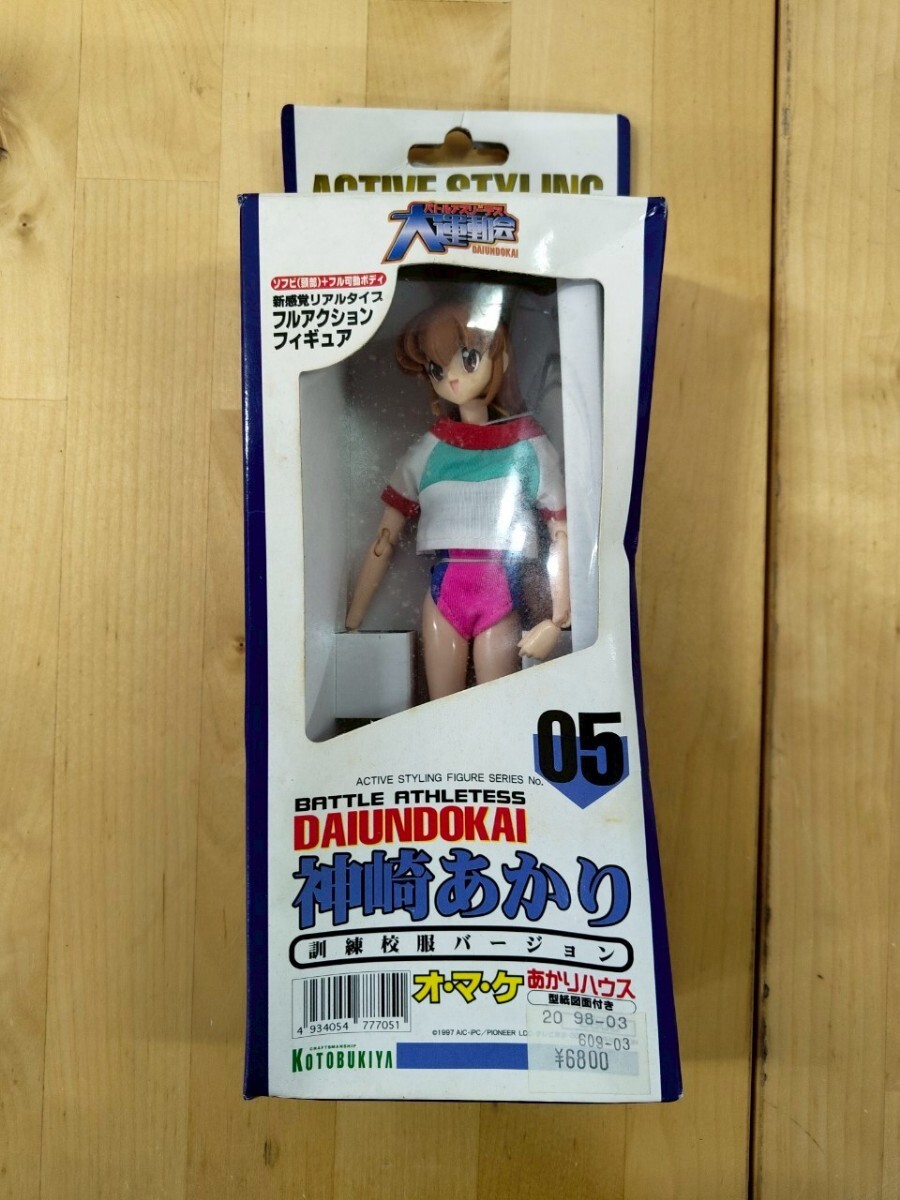 ACTIVE STYLING
バトルアスリーテス
大運動会
DAIUNDOKAI
ソフビ(頭部)+フル可動ボディ
新感覚リアルタイプ
フルアクション
フィギュア
05
ACTIVE STYLING FIGURE SERIES No.
BATTLE ATHLETESS
DAIUNDOKAI
神崎あかり
訓練校服バージョン
オ・マ・ケ あかりハウス
型紙図面付き
4 934054 777051
©1997 AIC・iPC/PIONEER
20 98-03
609-03
¥6800
CRAFTSMANSHIP
KOTOBUKIYA